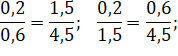 0,2/0,6 = 1,5/4,5; 0,2/1,5 = 0,6/4,5;